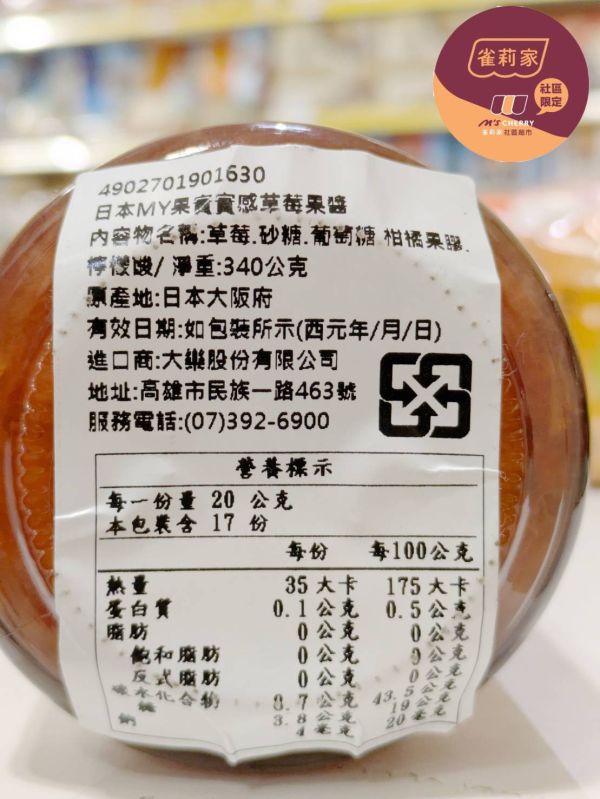 雀莉家
社區
限定
M's CHERRY
雀莉家社區超市
4902701901630
日本MY果實實感草莓果醬
內容物名稱:草莓.砂糖.葡萄糖.柑橘果膠.
檸檬酸/ 淨重:340公克
原產地:日本大阪府
有效日期:如包裝所示(西元年/月/日)
進口商:大樂股份有限公司
地址:高雄市民族一路463號
服務電話:(07)392-6900
營養標示
每一份量 20 公克
本包裝含 17 份
每份 每100公克
熱量 35 大卡 175 大卡
蛋白質 0.1 公克 0.5 公克
脂肪 0 公克 0 公克
飽和脂肪 0 公克 0 公克
反式脂肪 0 公克 0 公克
碳水化合物 8.7 公克 43.5 公克
糖 3.8 公克 19 公克
鈉 4 毫克 20 毫克